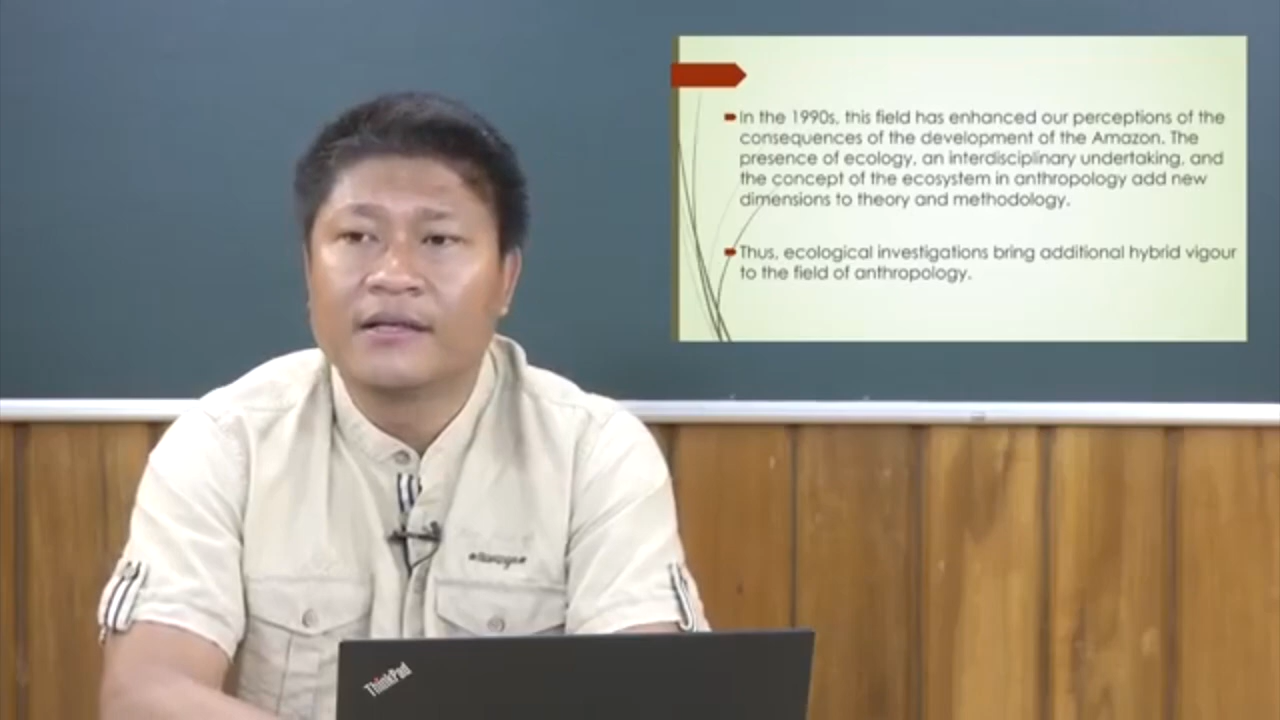 In the 1990s, this field has enhanced our perceptions of the
consequences of the development of the Amazon. The
presence of ecology, an interdisciplinary undertaking, and
the concept of the ecosystem in anthropology add new
dimensions to theory and methodology.
Thus, ecological investigations bring additional hybrid vigour
to the field of anthropology.
ThinkPad